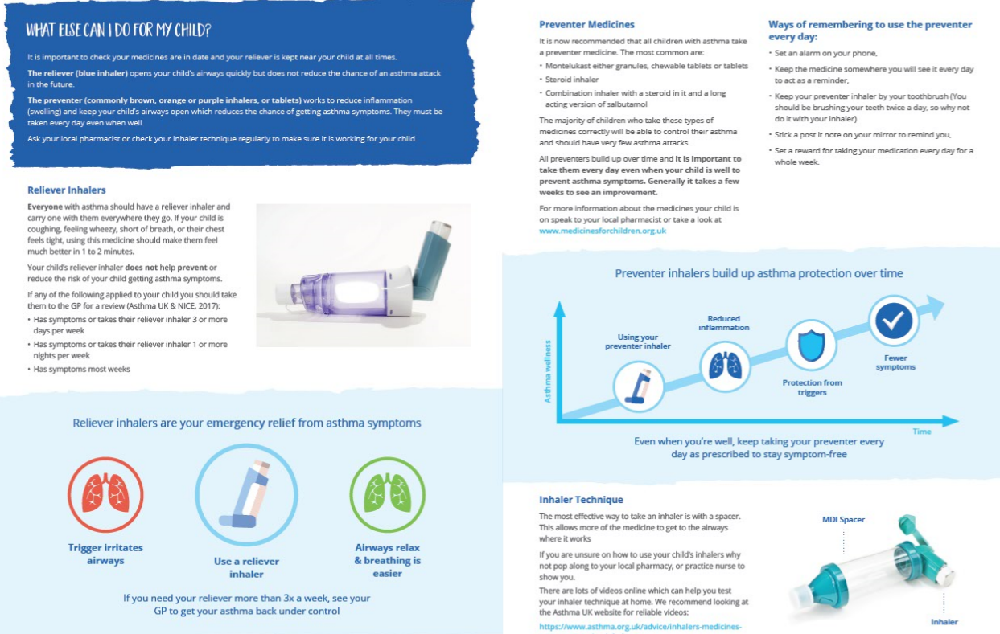 WHAT ELSE CAN I DO FOR MY CHILD?
It is important to check your medicines are in date and your reliever is kept near your child at all times.
The reliever (blue inhaler) opens your child's airways quickly but does not reduce the chance of an asthma attack
in the future.
The preventer (commonly brown, orange or purple inhalers, or tablets) works to reduce inflammation
(swelling) and keep your child's airways open which reduces the chance of getting asthma symptoms. They must be
taken every day even when well.
Ask your local pharmacist or check your inhaler technique regularly to make sure it is working for your child.
Reliever Inhalers
Everyone with asthma should have a reliever inhaler and
carry one with them everywhere they go. If your child is
coughing, feeling wheezy, short of breath, or their chest
feels tight, using this medicine should make them feel
much better in 1 to 2 minutes.
Your child's reliever inhaler does not help prevent or
reduce the risk of your child getting asthma symptoms.
If any of the following applied to your child you should take
them to the GP for a review (Asthma UK & NICE, 2017):
• Has symptoms or takes their reliever inhaler 3 or more
days per week
• Has symptoms or takes their reliever inhaler 1 or more
nights per week
• Has symptoms most weeks
Reliever inhalers are your emergency relief from asthma symptoms
Trigger irritates
airways
Use a reliever
inhaler
Airways relax
& breathing is
easier
If you need your reliever more than 3x a week, see your
GP to get your asthma back under control
Preventer Medicines
It is now recommended that all children with asthma take
a preventer medicine. The most common are:
• Montelukast either granules, chewable tablets or tablets
• Steroid inhaler
• Combination inhaler with a steroid in it and a long
acting version of salbutamol
The majority of children who take these types of
medicines correctly will be able to control their asthma
and should have very few asthma attacks.
All preventers build up over time and it is important to
take them every day even when your child is well to
prevent asthma symptoms. Generally it takes a few
weeks to see an improvement.
For more information about the medicines your child is
on speak to your local pharmacist or take a look at
www.medicinesforchildren.org.uk
Ways of remembering to use the preventer
every day:
• Set an alarm on your phone,
• Keep the medicine somewhere you will see it every day
to act as a reminder,
• Keep your preventer inhaler by your toothbrush (You
should be brushing your teeth twice a day, so why not
do it with your inhaler)
• Stick a post it note on your mirror to remind you,
• Set a reward for taking your medication every day for a
whole week.
Preventer inhalers build up asthma protection over time
Asthma wellness
Using your
preventer inhaler
Reduced
inflammation
Protection from
triggers
Fewer
symptoms
Time
Even when you're well, keep taking your preventer every
day as prescribed to stay symptom-free
Inhaler Technique
The most effective way to take an inhaler is with a spacer.
This allows more of the medicine to get to the airways
where it works
If you are unsure on how to use your child's inhalers why
not pop along to your local pharmacy, or practice nurse to
show you.
There are lots of videos online which can help you test
your inhaler technique at home. We recommend looking at
the Asthma UK website for reliable videos:
https://www.asthma.org.uk/advice/inhalers-medicines-
MDI Spacer
Inhaler